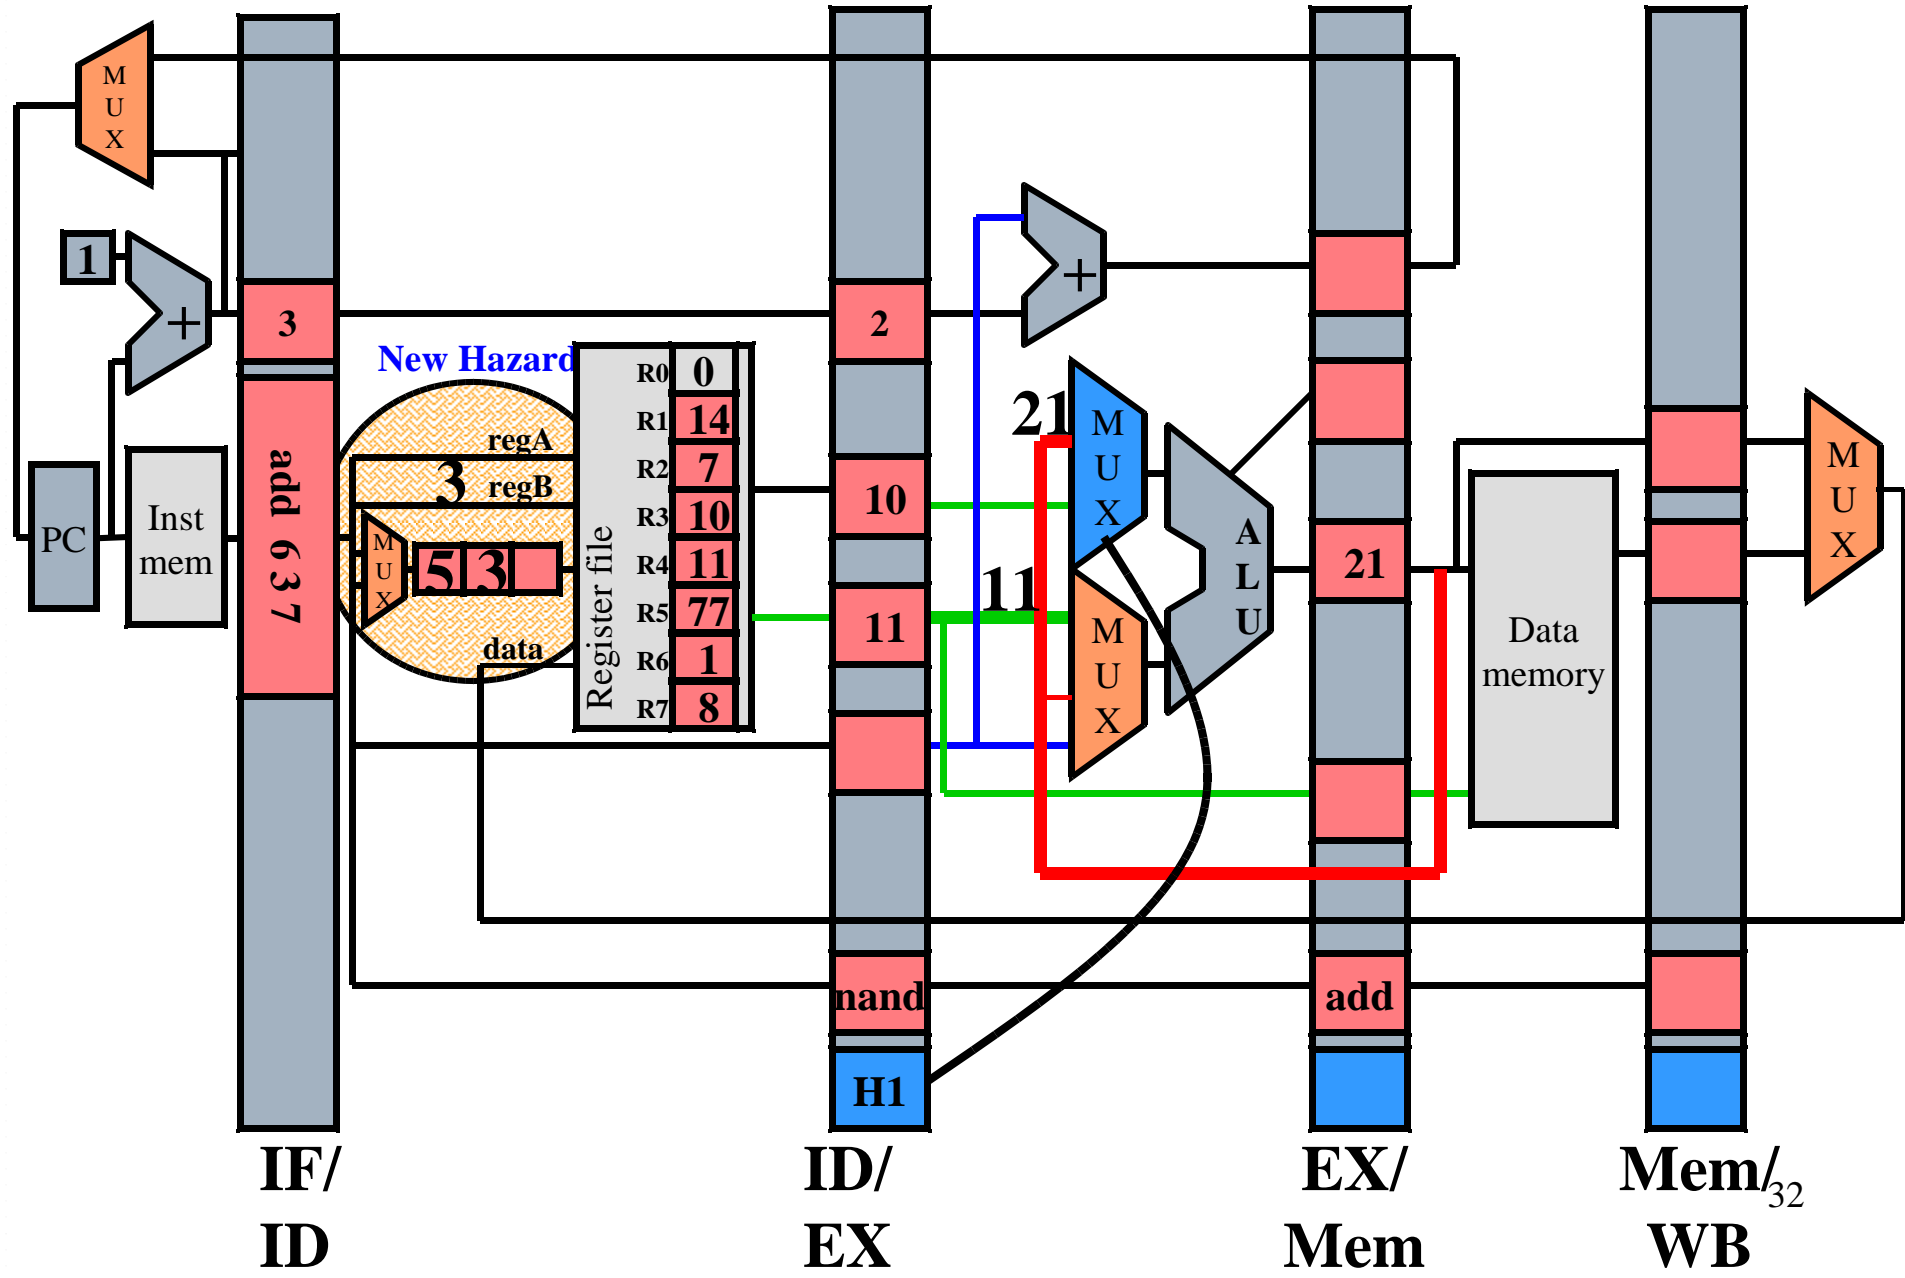 M
U
X
1
+
3
2
+
New Hazard
R0 0
R1 14
R2 7
R3 10
R4 11
R5 77
R6 1
R7 8
Register file
regA
3
regB
M
U
X
5 3
data
PC
Inst
mem
add 6 3 7
10
11
21
11
M
U
X
M
U
X
A
L
U
21
Data
memory
M
U
X
nand
add
H1
IF/
ID
ID/
EX
EX/
Mem
Mem/
WB
32